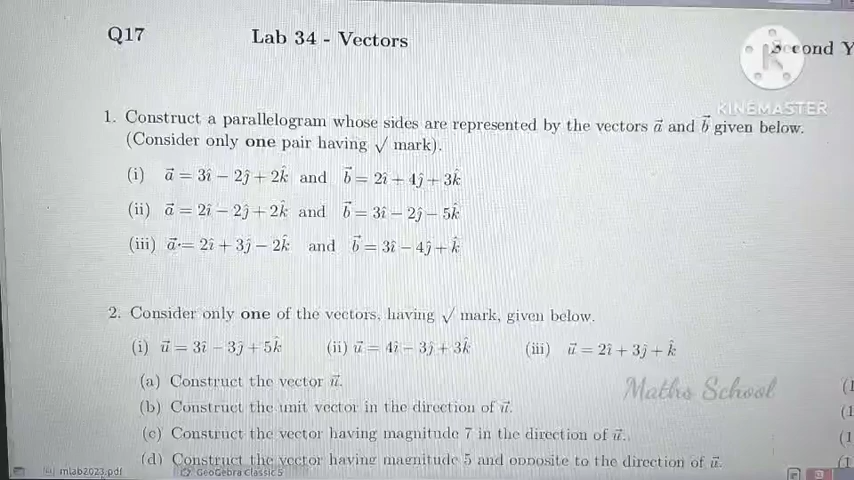 Q17 Lab 34 - Vectors Second Y
KINEMASTER
1. Construct a parallelogram whose sides are represented by the vectors a⃗ and b⃗ given below.
(Consider only one pair having √ mark).
(i) a⃗ = 3î − 2ĵ + 2k̂ and b⃗ = 2î + 4ĵ + 3k̂
(ii) a⃗ = 2î − 2ĵ + 2k̂ and b⃗ = 3î − 2ĵ − 5k̂
(iii) a⃗ = 2î + 3ĵ − 2k̂ and b⃗ = 3î − 4ĵ + k̂
2. Consider only one of the vectors, having √ mark, given below.
(i) u⃗ = 3î − 3ĵ + 5k̂ (ii) u⃗ = 4î − 3ĵ + 3k̂ (iii) u⃗ = 2î + 3ĵ + k̂
(a) Construct the vector u⃗.
Maths School (1
(b) Construct the unit vector in the direction of u⃗. (1
(c) Construct the vector having magnitude 7 in the direction of u⃗. (1
(d) Construct the vector having magnitude 5 and opposite to the direction of u⃗. (1
mlab2023.pdf GeoGebra Classic 5